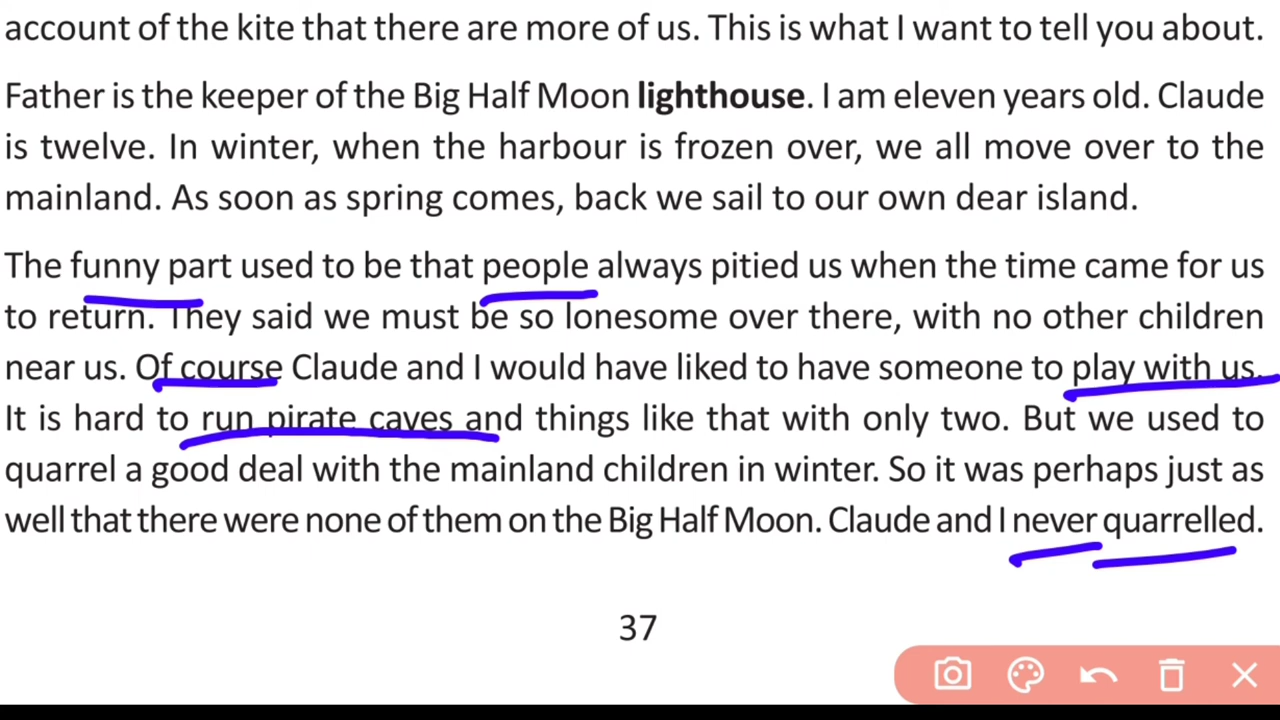 account of the kite that there are more of us. This is what I want to tell you about.
Father is the keeper of the Big Half Moon lighthouse. I am eleven years old. Claude
is twelve. In winter, when the harbour is frozen over, we all move over to the
mainland. As soon as spring comes, back we sail to our own dear island.
The funny part used to be that people always pitied us when the time came for us
to return. They said we must be so lonesome over there, with no other children
near us. Of course Claude and I would have liked to have someone to play with us.
It is hard to run pirate caves and things like that with only two. But we used to
quarrel a good deal with the mainland children in winter. So it was perhaps just as
well that there were none of them on the Big Half Moon. Claude and I never quarrelled.
37